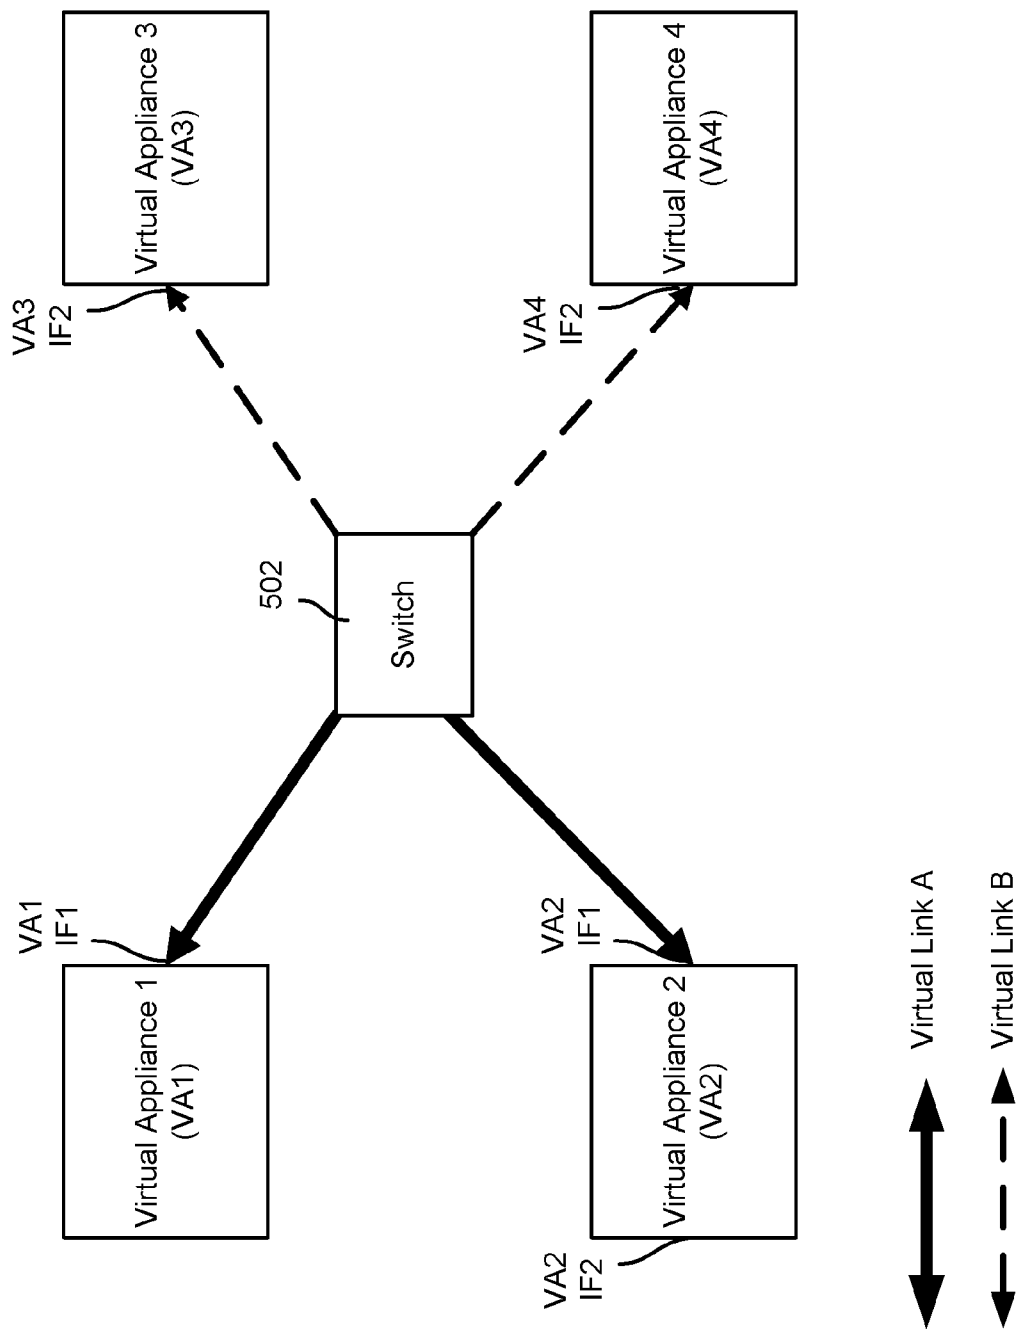 VA1
IF1
Virtual Appliance 1
(VA1)
VA3
IF2
Virtual Appliance 3
(VA3)
502
Switch
VA2
IF2
Virtual Appliance 2
(VA2)
VA2
IF1
VA4
IF2
Virtual Appliance 4
(VA4)
Virtual Link A
Virtual Link B